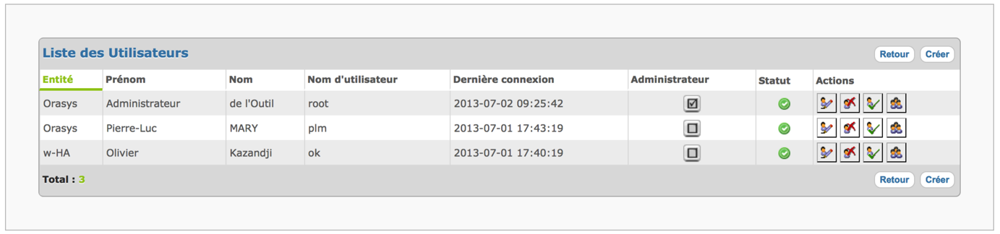 Liste des Utilisateurs Retour Créer
Entité Prénom Nom Nom d'utilisateur Dernière connexion Administrateur Statut Actions
Orasys Administrateur de l'Outil root 2013-07-02 09:25:42
Orasys Pierre-Luc MARY plm 2013-07-01 17:43:19
w-HA Olivier Kazandji ok 2013-07-01 17:40:19
Total : 3 Retour Créer